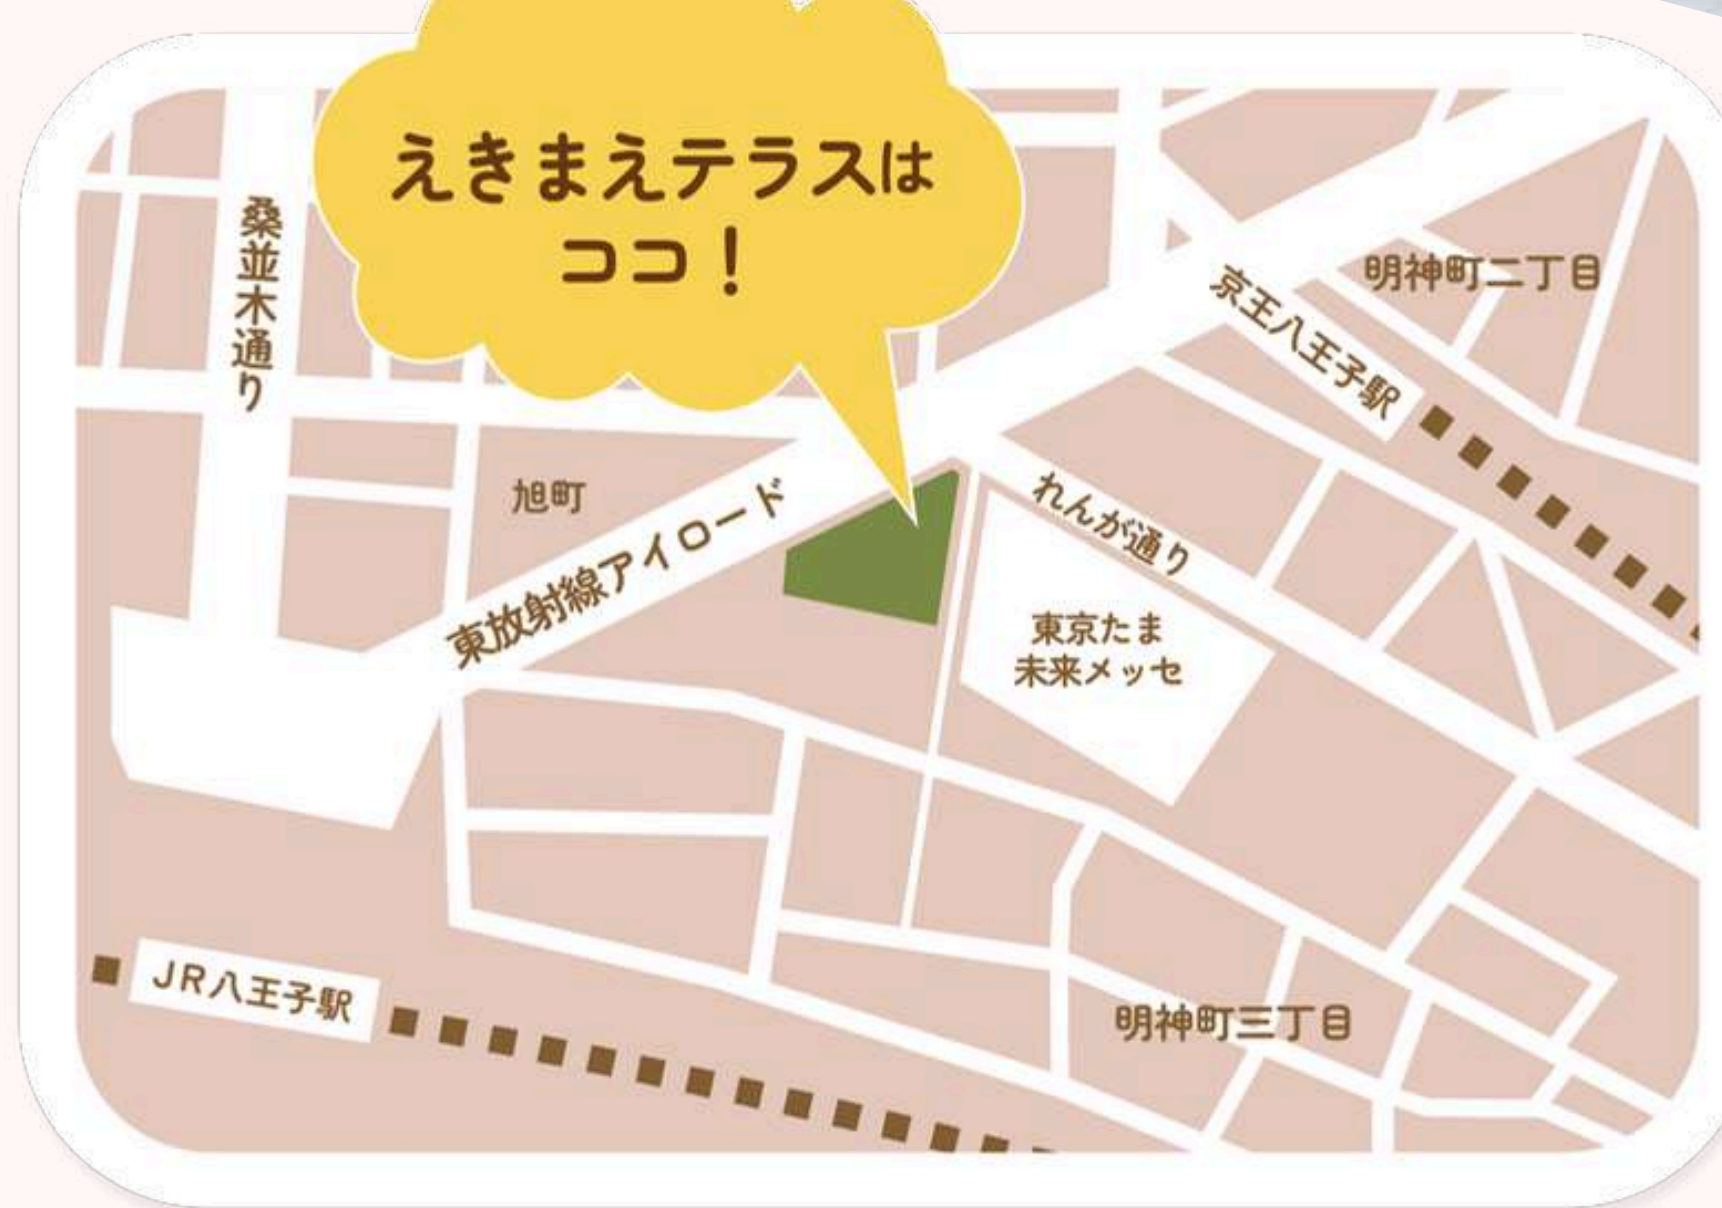 えきまえテラスは
ココ！
桑並木通り
明神町二丁目
京王八王子駅
旭町
東放射線アイロード
れんが通り
東京たま
未来メッセ
JR八王子駅
明神町三丁目